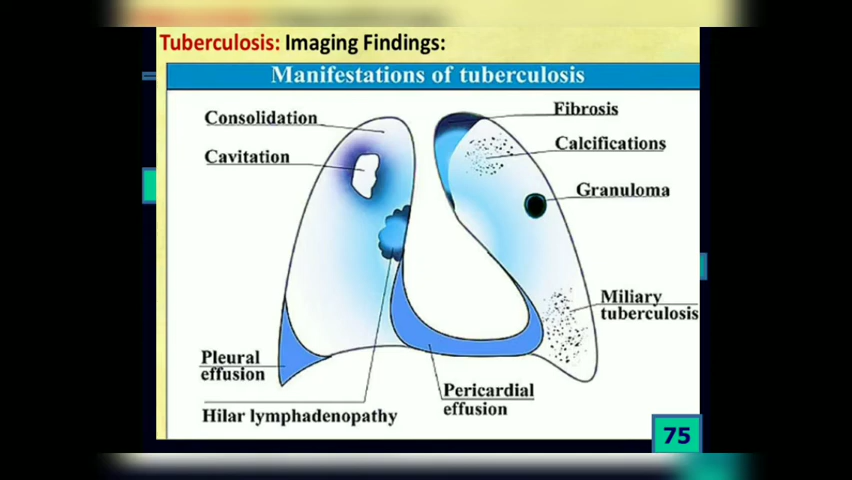 Tuberculosis: Imaging Findings:
Manifestations of tuberculosis
Consolidation
Cavitation
Fibrosis
Calcifications
Granuloma
Miliary
tuberculosis
Pleural
effusion
Hilar lymphadenopathy
Pericardial
effusion
75